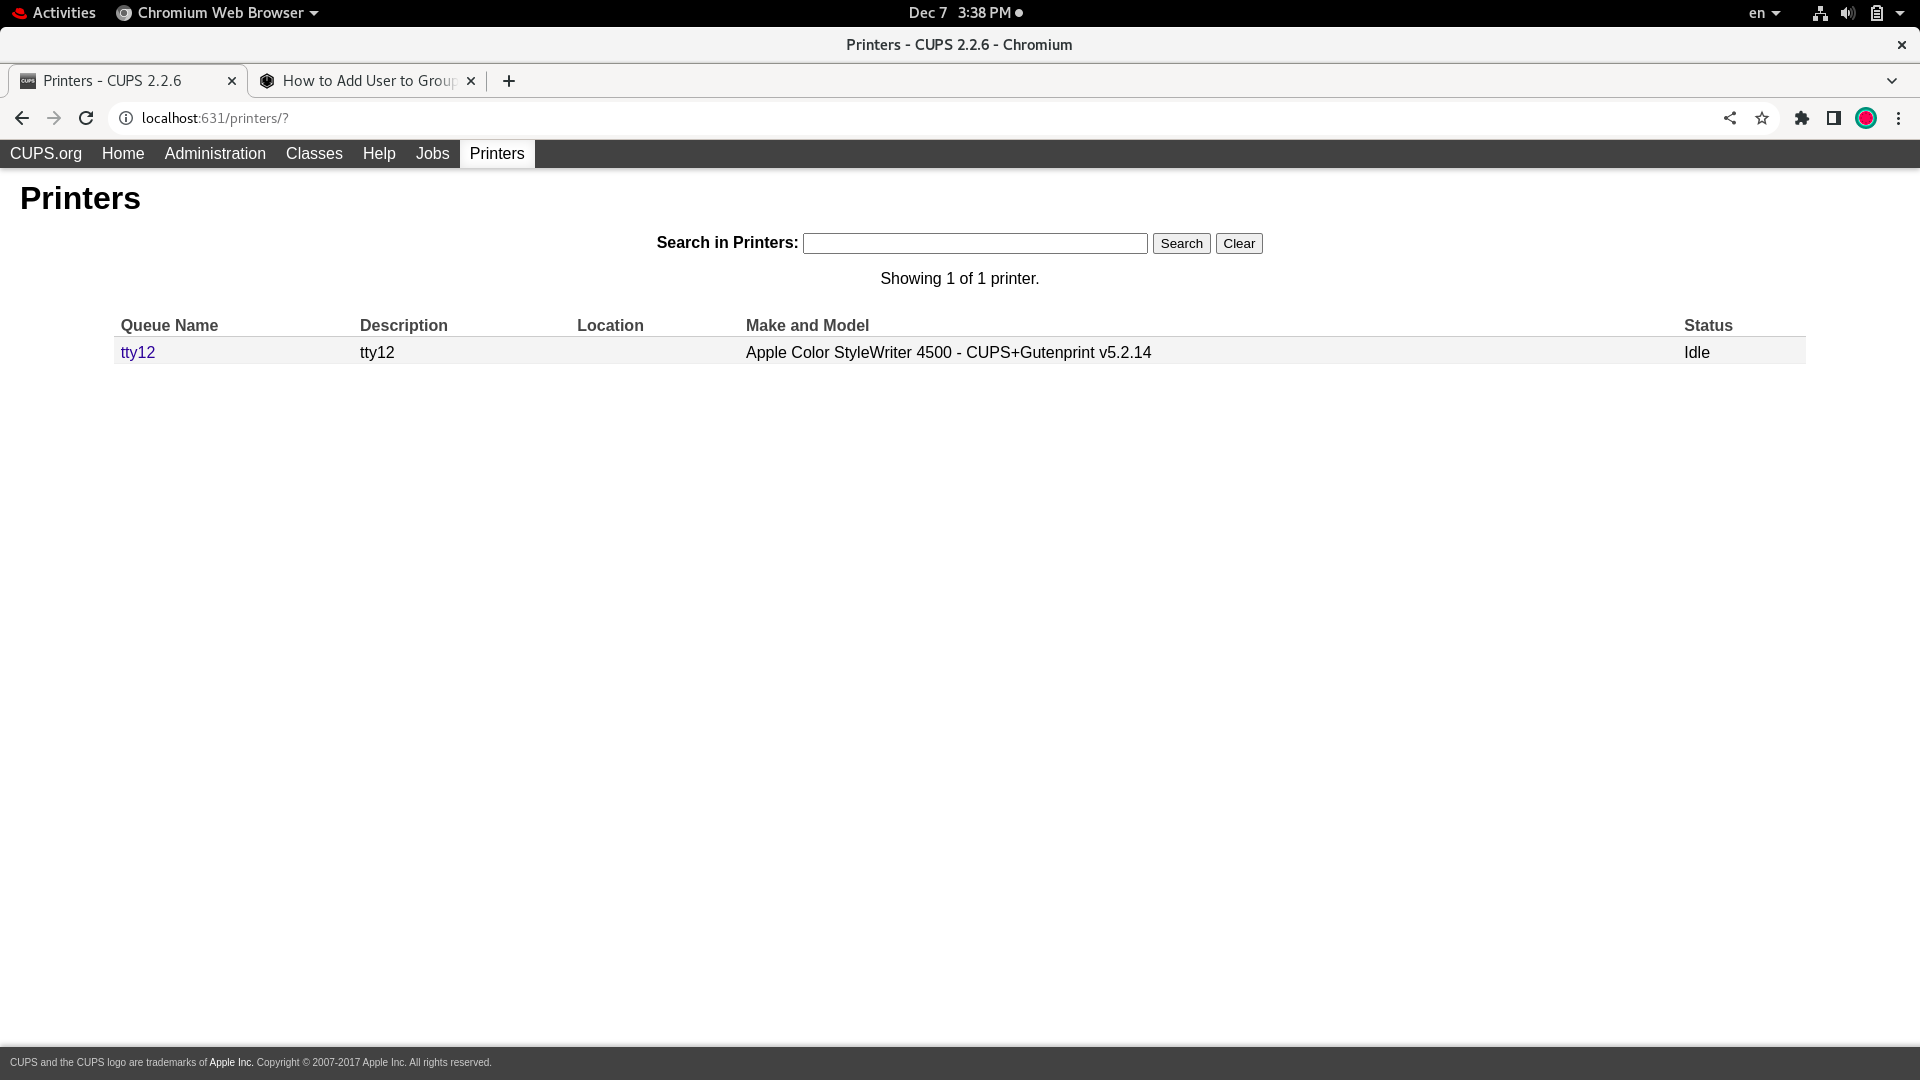 Activities Chromium Web Browser Dec 7 3:38 PM en
Printers - CUPS 2.2.6 - Chromium
Printers - CUPS 2.2.6 How to Add User to Group
localhost:631/printers/?
CUPS.org Home Administration Classes Help Jobs Printers
Printers
Search in Printers: Search Clear
Showing 1 of 1 printer.
Queue Name Description Location Make and Model Status
tty12 tty12 Apple Color StyleWriter 4500 - CUPS+Gutenprint v5.2.14 Idle
CUPS and the CUPS logo are trademarks of Apple Inc. Copyright © 2007-2017 Apple Inc. All rights reserved.